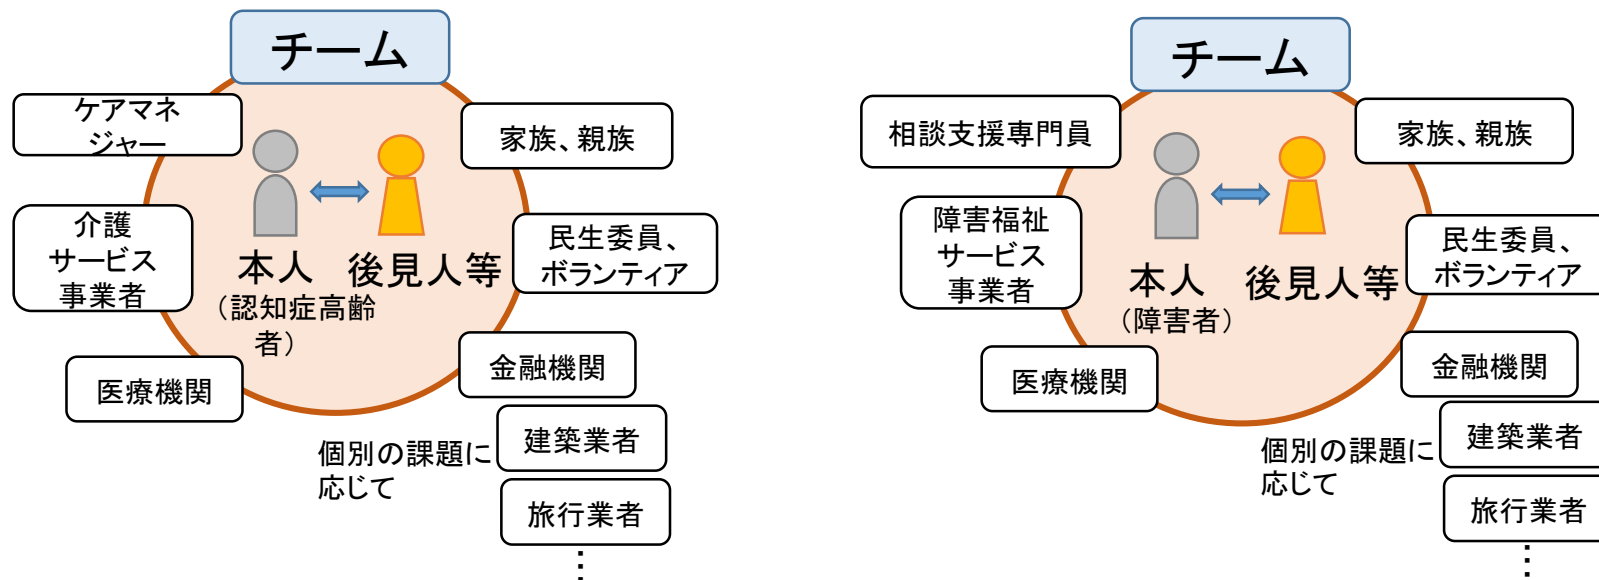 チーム
ケアマネ
ジャー
家族、親族
介護
サービス
事業者
民生委員、
ボランティア
本人
後見人等
（認知症高齢
者）
医療機関
金融機関
個別の課題に
応じて
建築業者
旅行業者
チーム
相談支援専門員
家族、親族
障害福祉
サービス
事業者
民生委員、
ボランティア
本人
後見人等
（障害者）
医療機関
金融機関
個別の課題に
応じて
建築業者
旅行業者